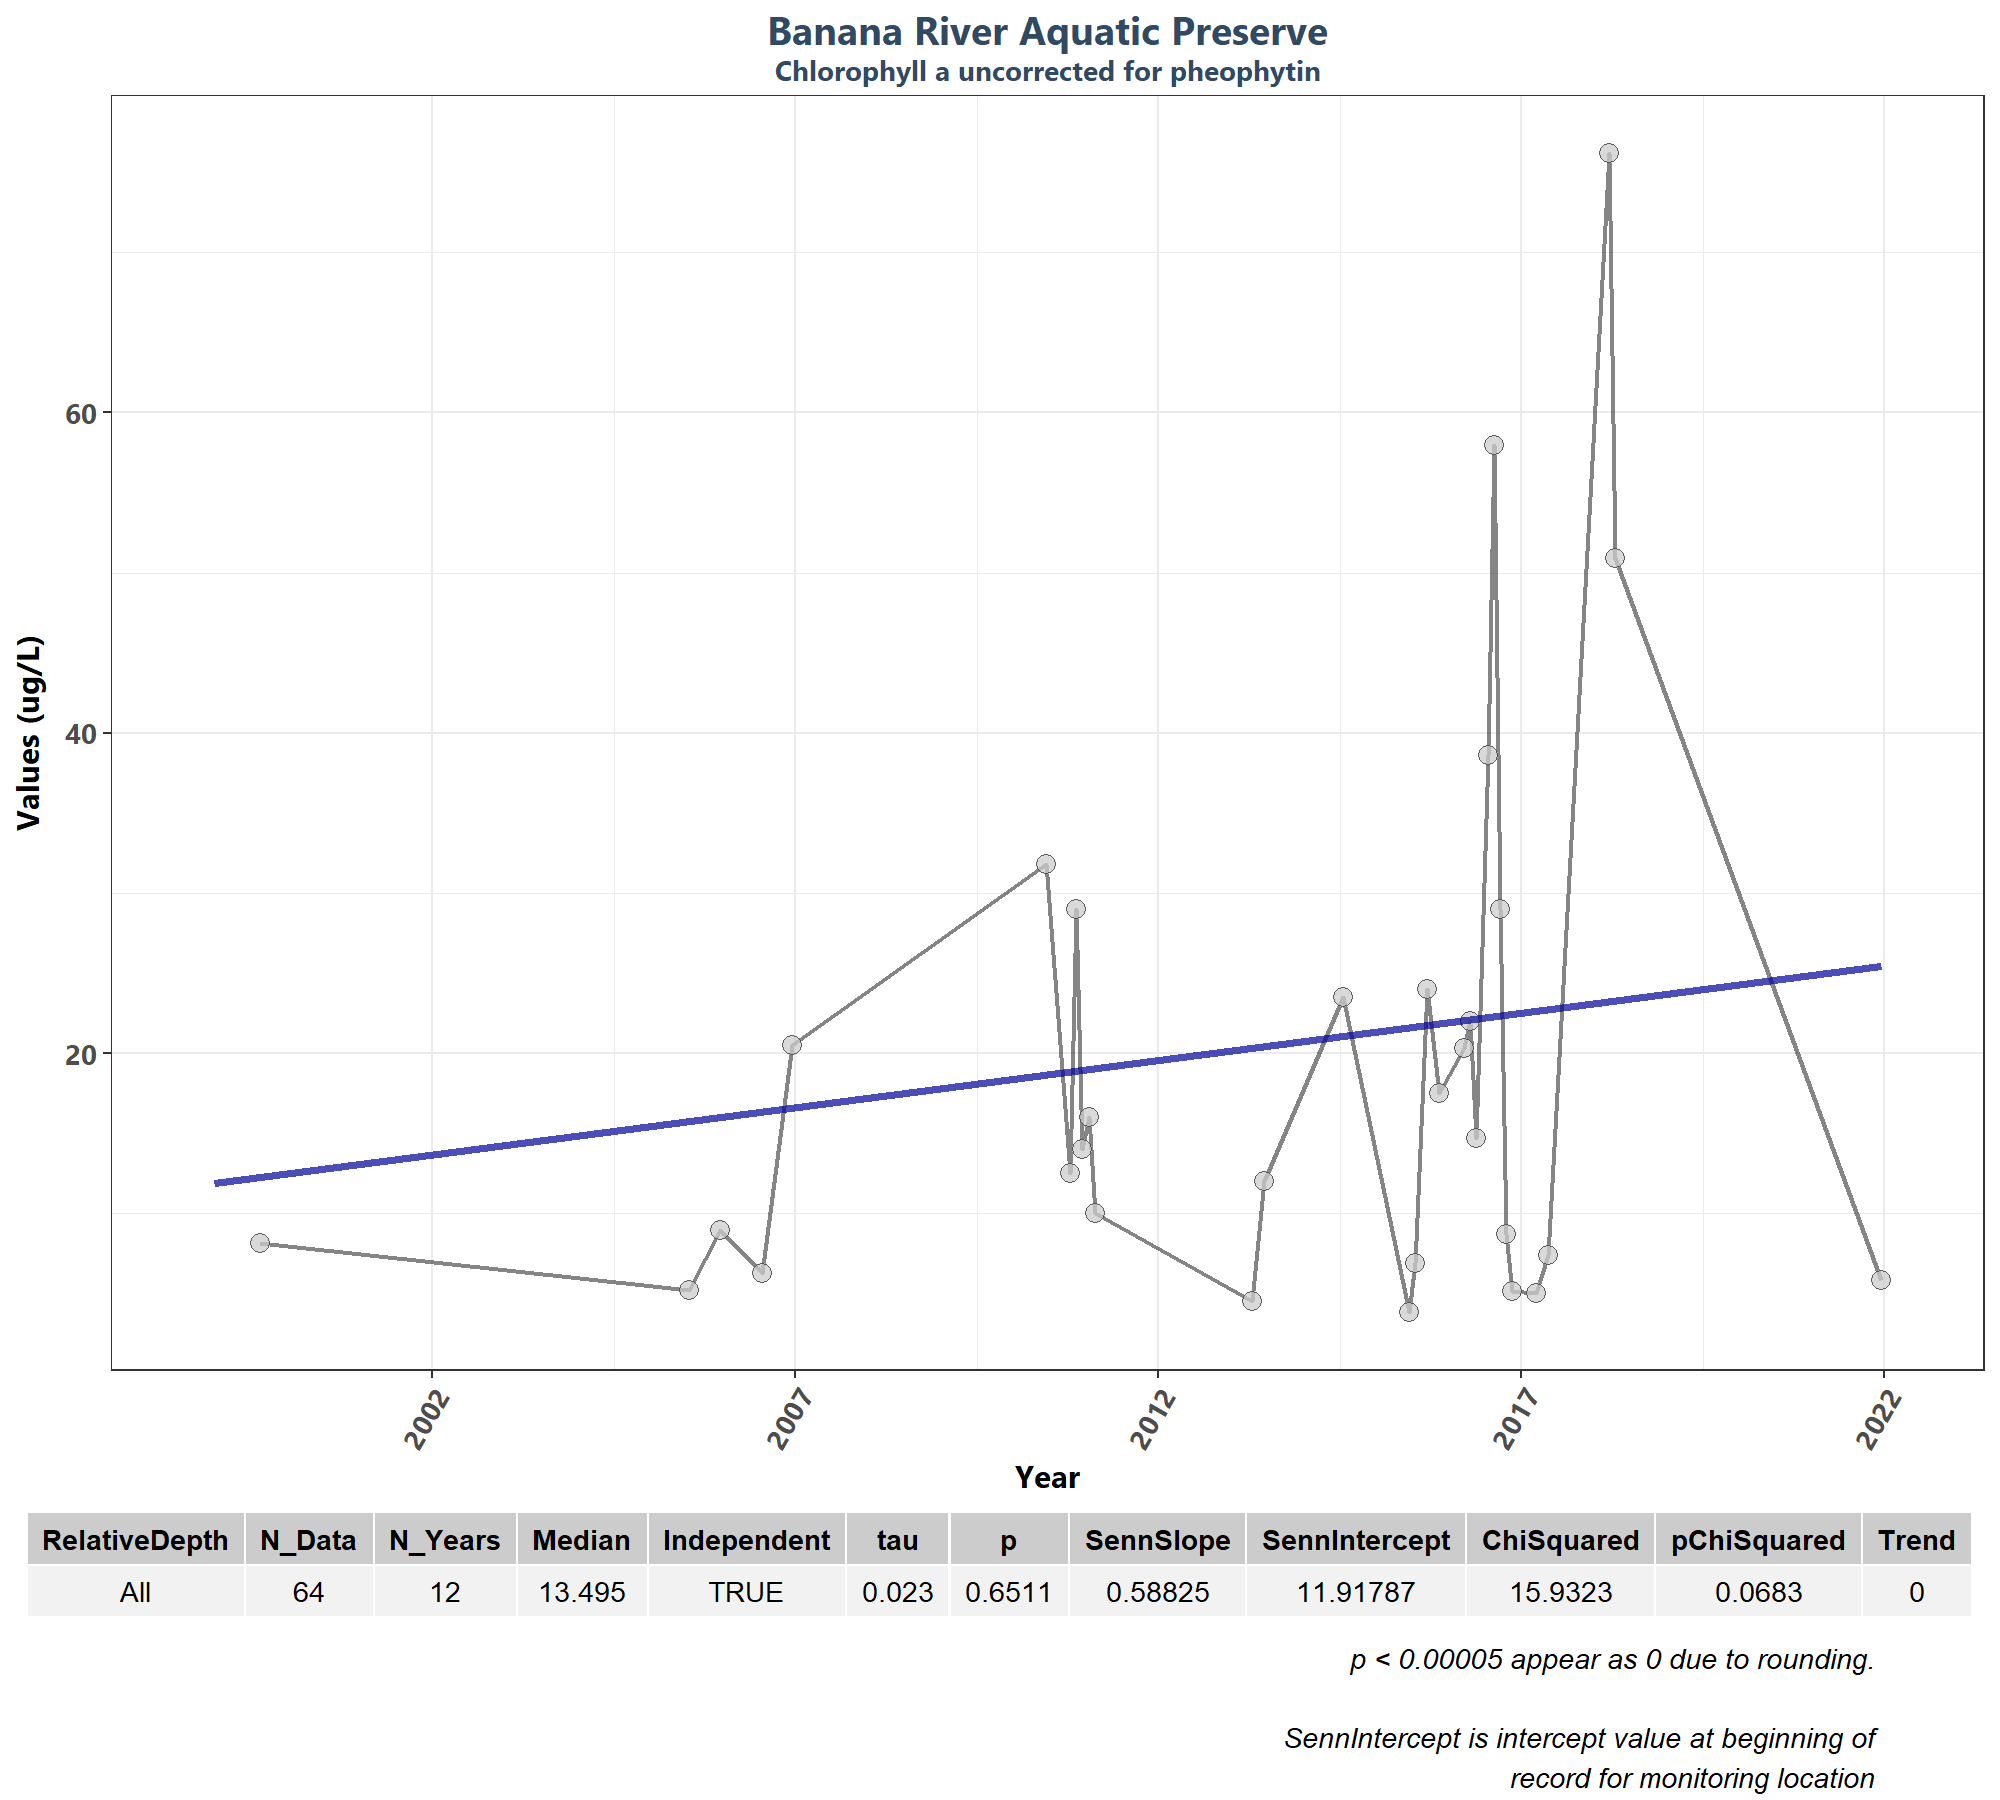 Banana River Aquatic Preserve
Chlorophyll a uncorrected for pheophytin
Values (ug/L)
60
40
20
2002 2007 2012 2017 2022
Year
RelativeDepth N_Data N_Years Median Independent tau p SennSlope SennIntercept ChiSquared pChiSquared Trend
All 64 12 13.495 TRUE 0.023 0.6511 0.58825 11.91787 15.9323 0.0683 0
p < 0.00005 appear as 0 due to rounding.
SennIntercept is intercept value at beginning of
record for monitoring location